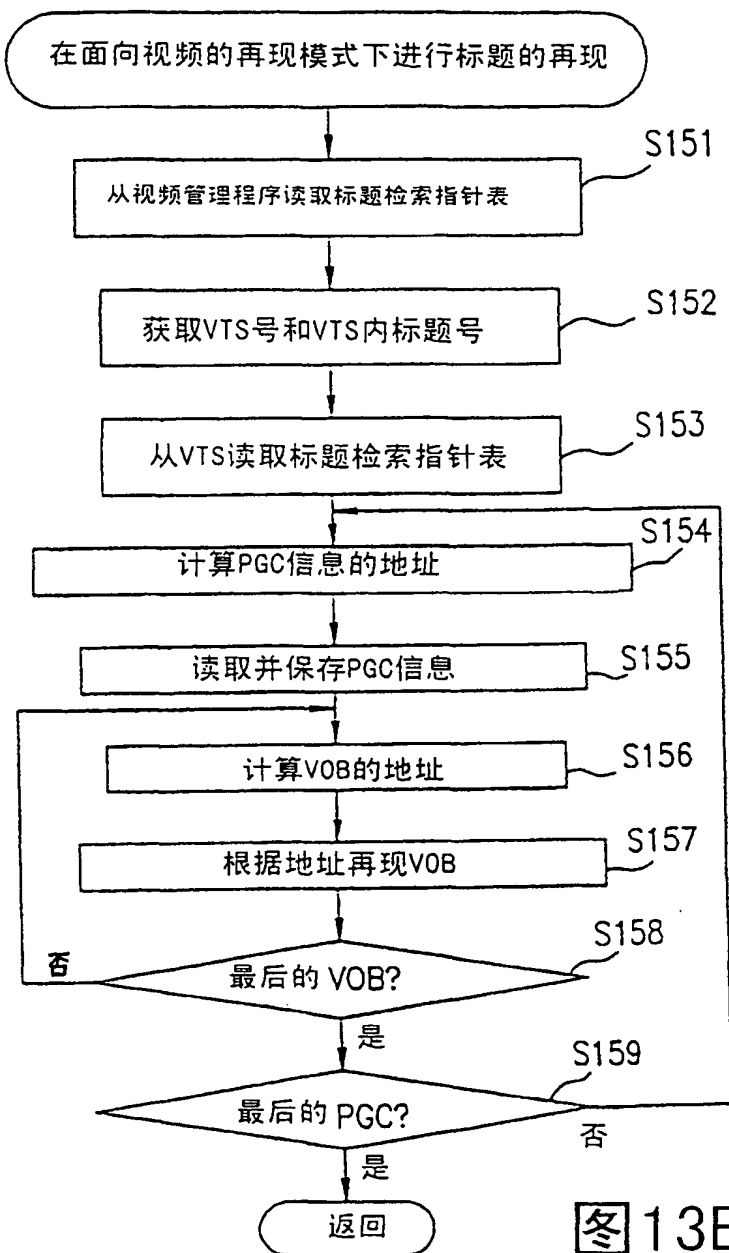 在面向视频的再现模式下进行标题的再现
S151
从视频管理程序读取标题检索指针表
S152
获取VTS号和VTS内标题号
S153
从VTS读取标题检索指针表
S154
计算PGC信息的地址
S155
读取并保存PGC信息
S156
计算VOB的地址
S157
根据地址再现VOB
S158
否
最后的 VOB?
是
S159
最后的 PGC?
否
是
返回
图13B